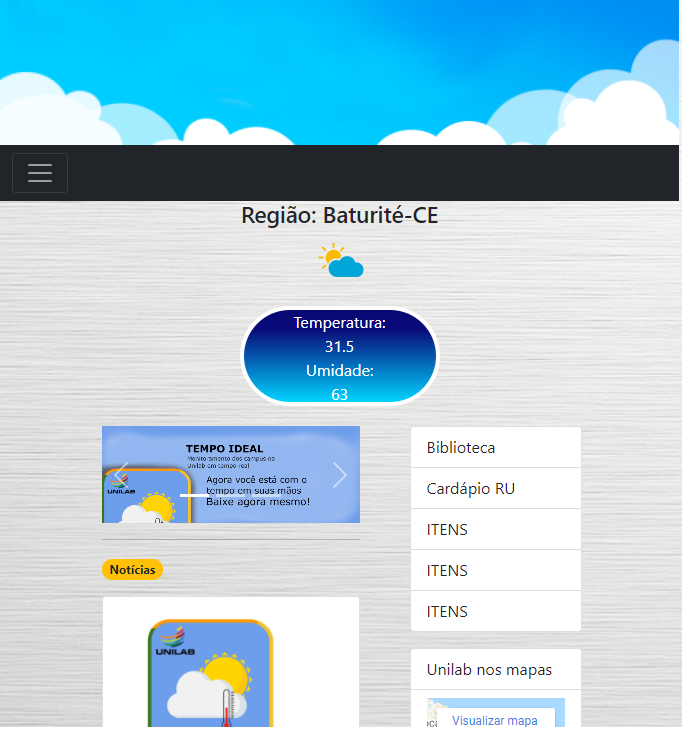 Região: Baturité-CE
Temperatura:
31.5
Umidade:
63
TEMPO IDEAL
Monitoramento dos campus na
Unilab em tempo real
Agora você está com o
tempo em suas mãos
Baixe agora mesmo!
UNILAB
Notícias
UNILAB
Biblioteca
Cardápio RU
ITENS
ITENS
ITENS
Unilab nos mapas
Visualizar mapa